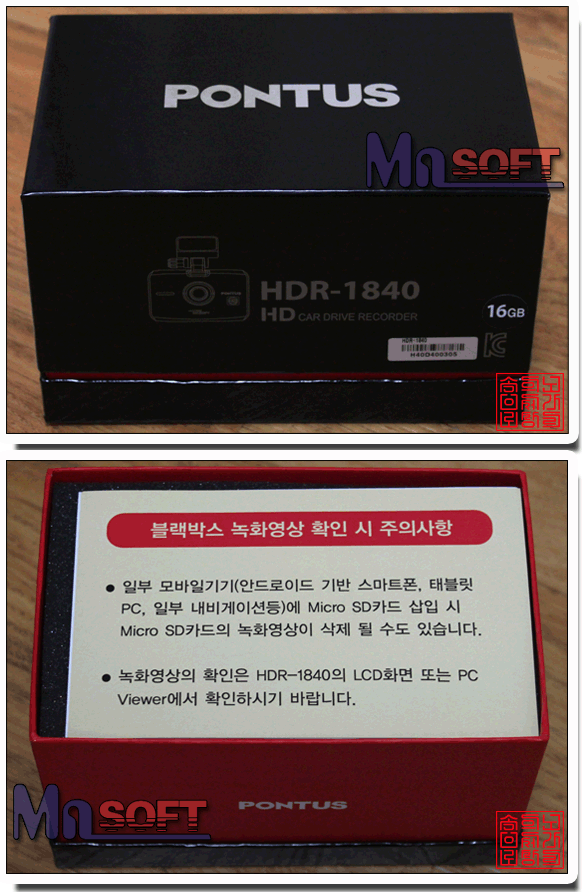 PONTUS
MnSOFT
HDR-1840
HD CAR DRIVE RECORDER
16GB
HDR-1840
H40O400305
블랙박스 녹화영상 확인 시 주의사항
● 일부 모바일기기(안드로이드 기반 스마트폰, 태블릿
PC, 일부 내비게이션등)에 Micro SD카드 삽입 시
Micro SD카드의 녹화영상이 삭제 될 수도 있습니다.
● 녹화영상의 확인은 HDR-1840의 LCD화면 또는 PC
Viewer에서 확인하시기 바랍니다.
PONTUS
MnSOFT